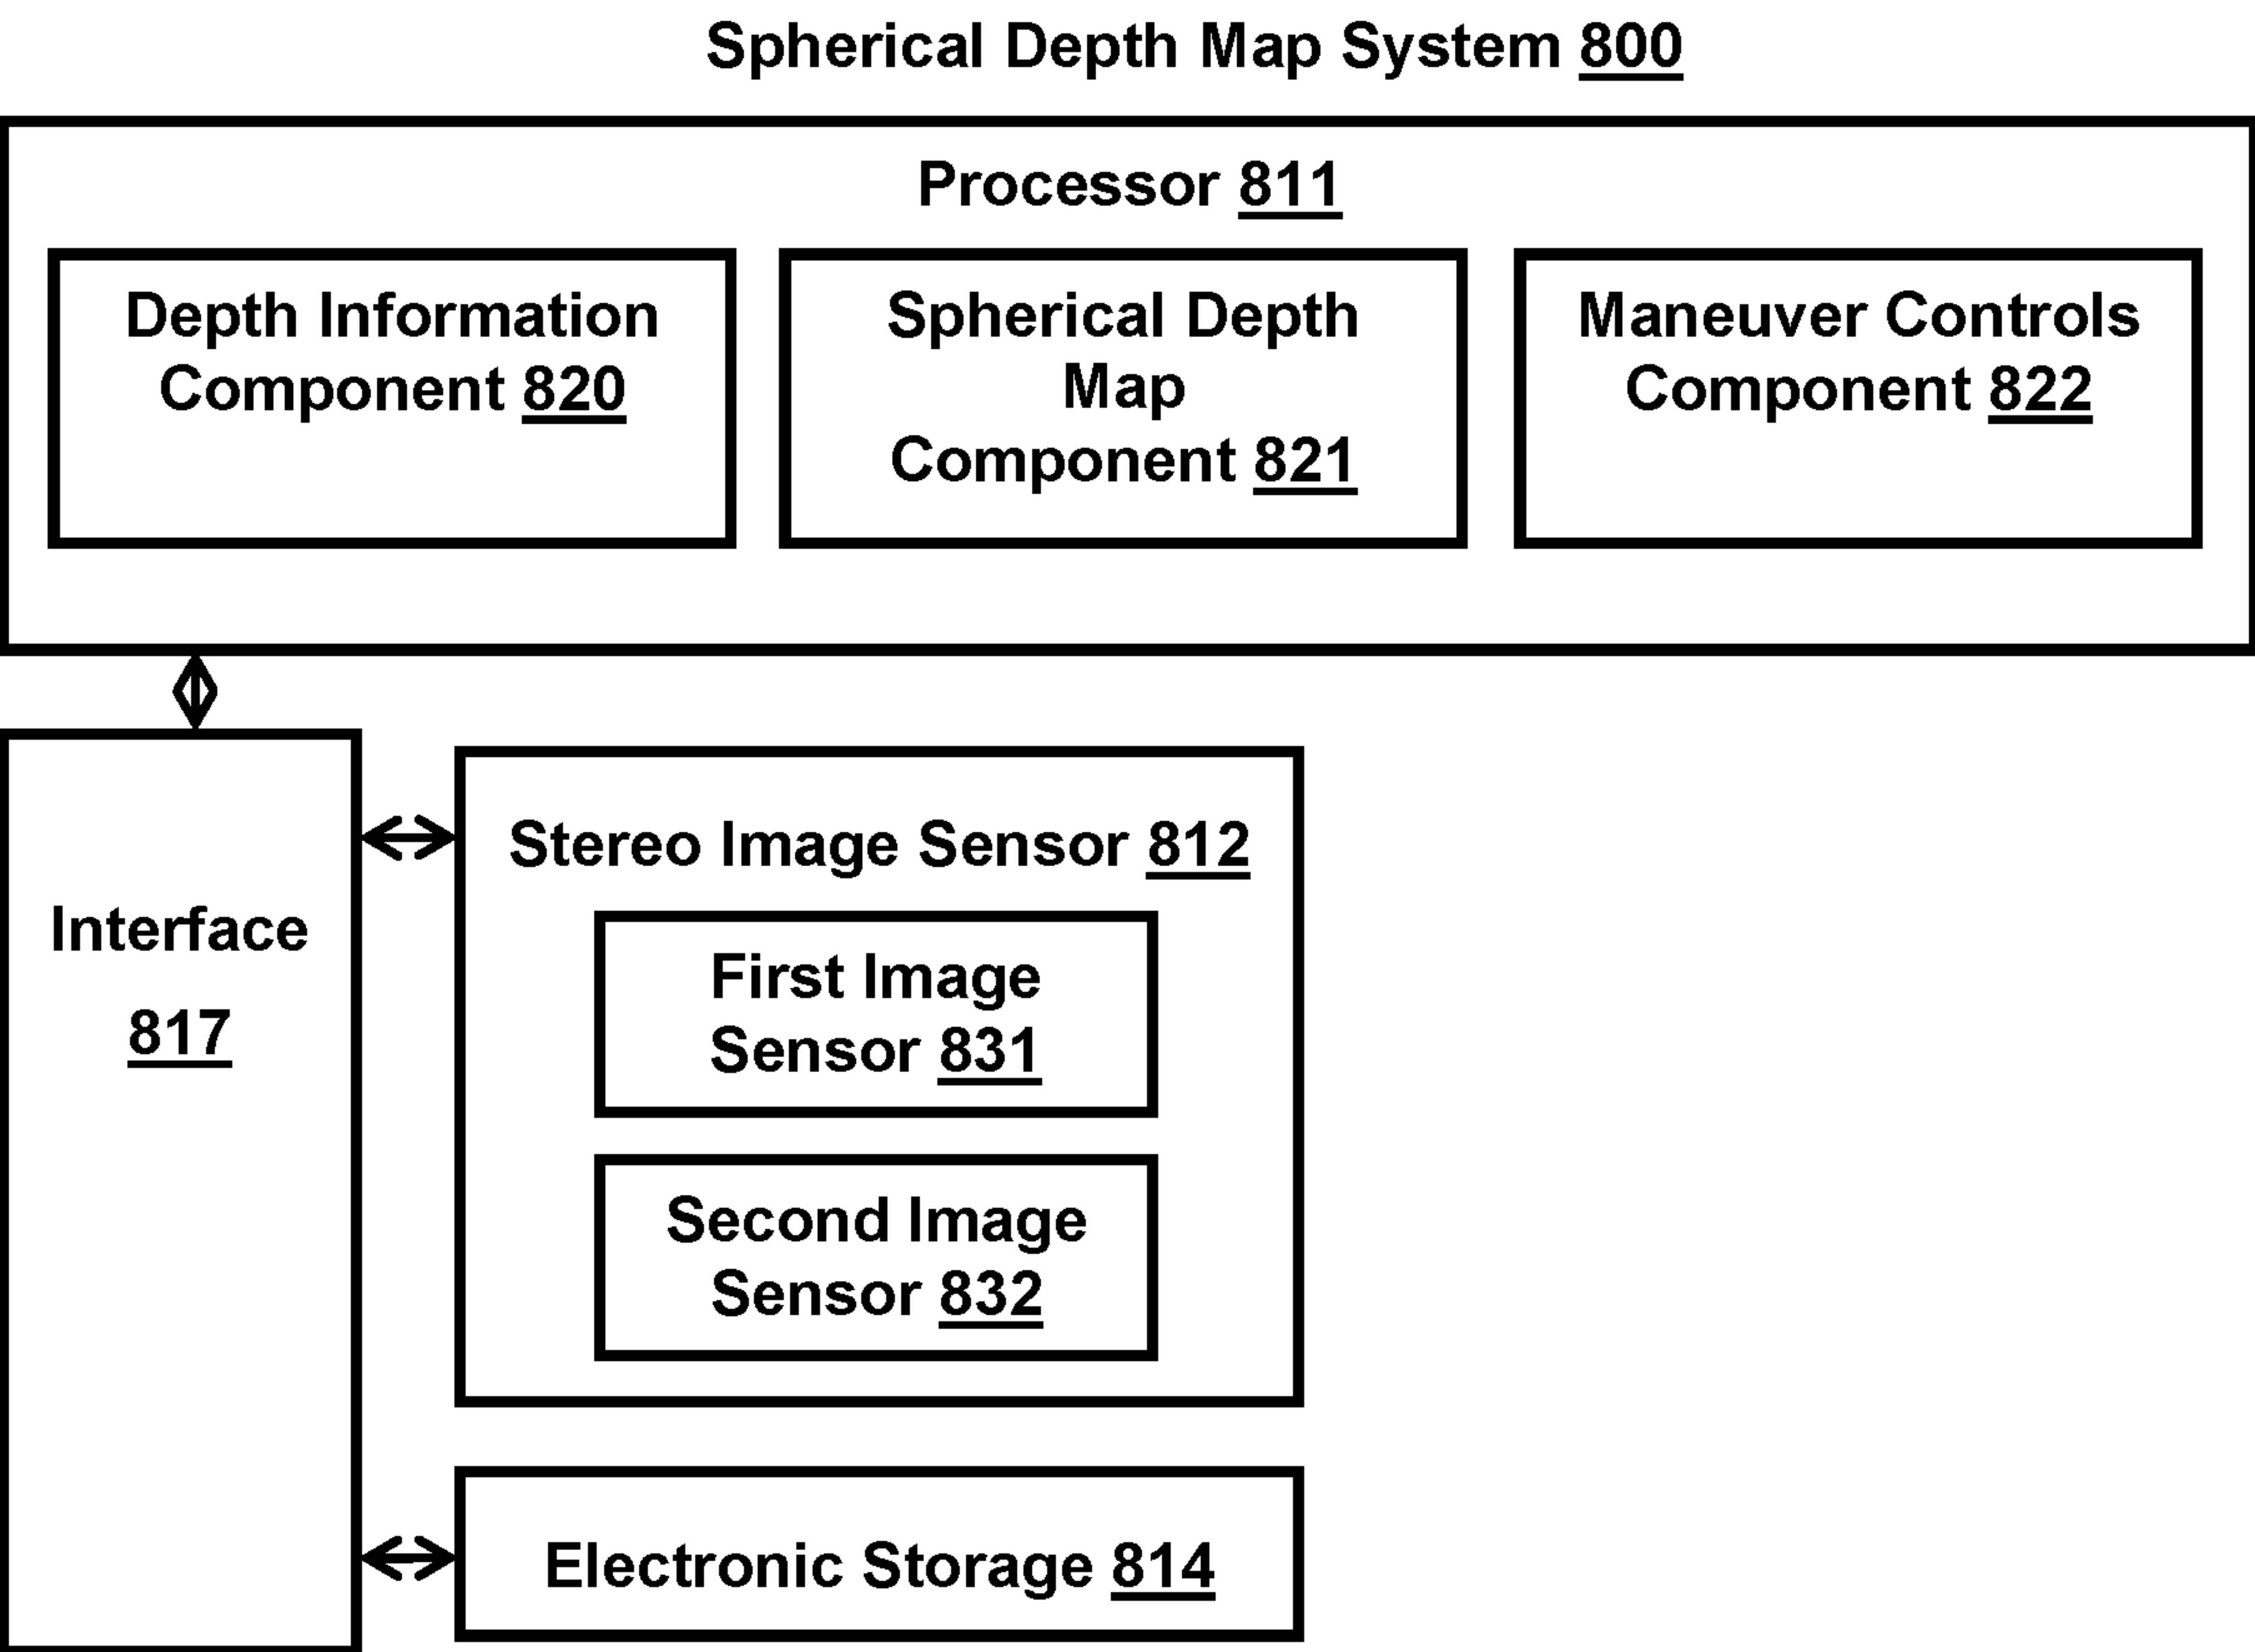 Spherical Depth Map System 800
Processor 811
Depth Information
Component 820
Spherical Depth
Map
Component 821
Maneuver Controls
Component 822
Interface
817
Stereo Image Sensor 812
First Image
Sensor 831
Second Image
Sensor 832
Electronic Storage 814